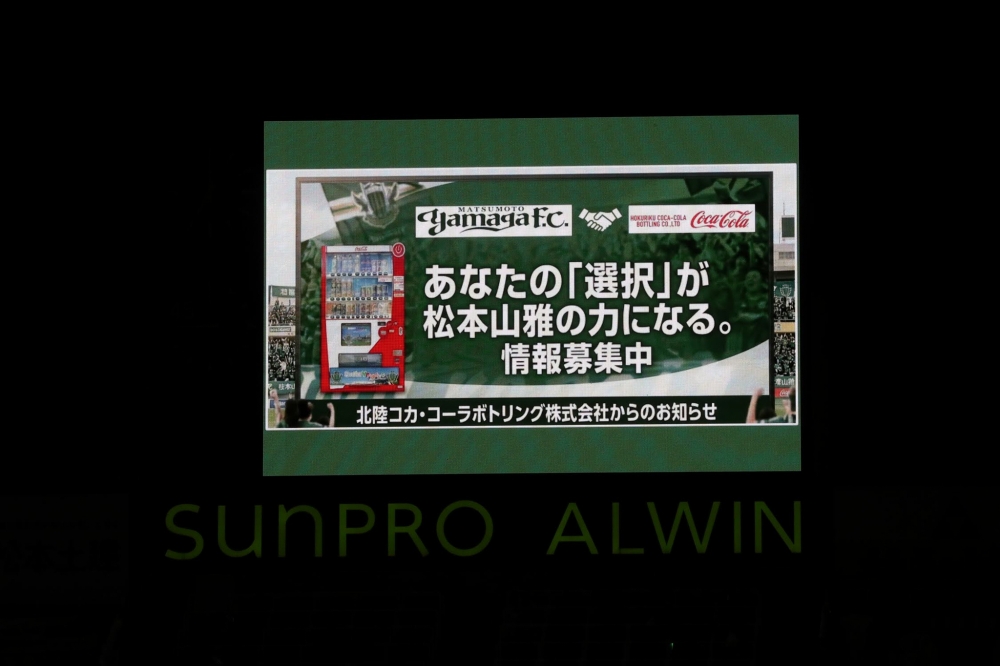 MATSUMOTO
Yamaga F.C.
HOKURIKU COCA-COLA
BOTTLING CO.,LTD
Coca-Cola
あなたの「選択」が
松本山雅の力になる。
情報募集中
北陸コカ・コーラボトリング株式会社からのお知らせ
SUNPRO ALWIN